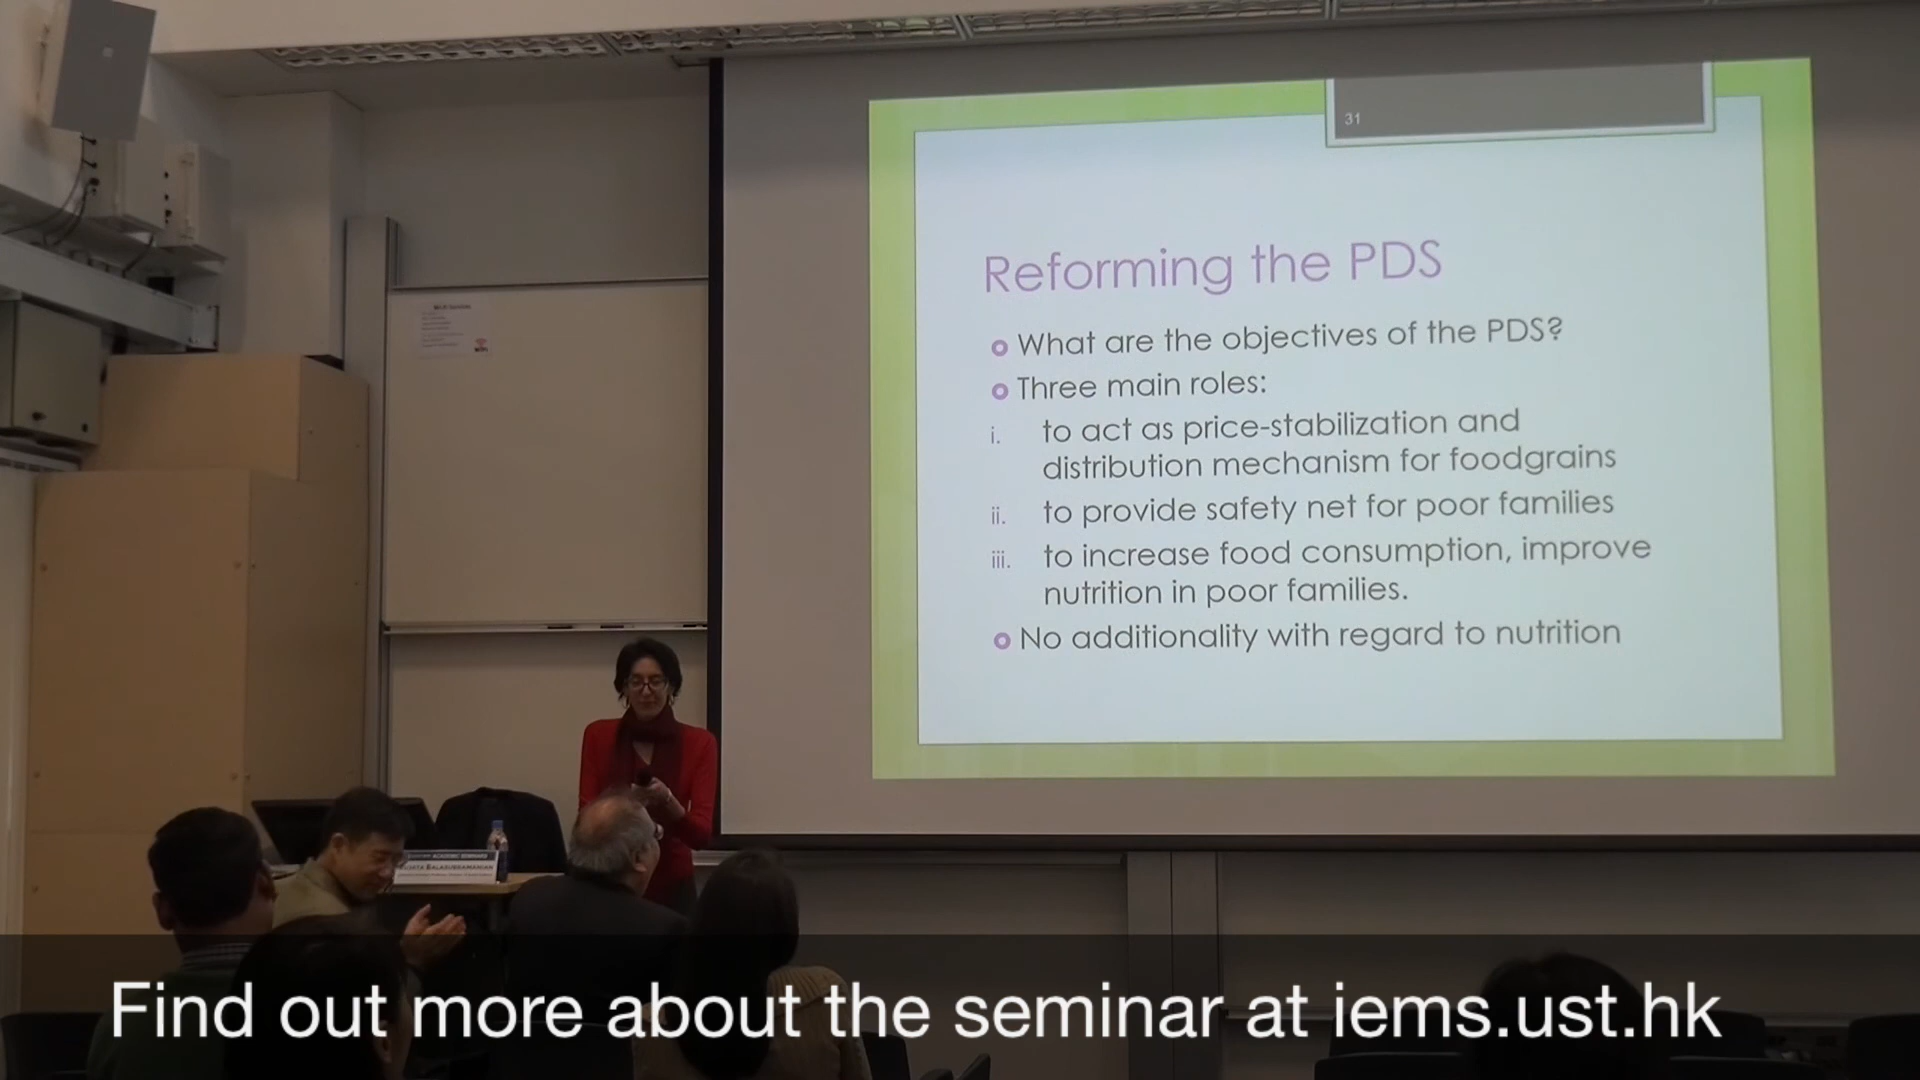 31
Reforming the PDS
What are the objectives of the PDS?
Three main roles:
i. to act as price-stabilization and
distribution mechanism for foodgrains
ii. to provide safety net for poor families
iii. to increase food consumption, improve
nutrition in poor families.
No additionality with regard to nutrition
ACADEMIC SEMINARS
BALASUBRAMANIAN
Find out more about the seminar at iems.ust.hk